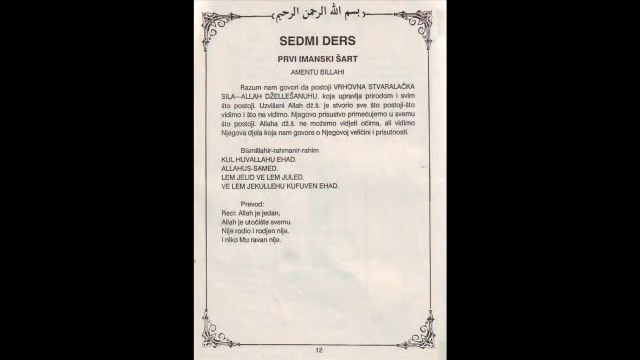 بسم الله الرحمن الرحيم
SEDMI DERS
PRVI IMANSKI ŠART
AMENTU BILLAHI
Razum nam govori da postoji VRHOVNA STVARALAČKA
SILA—ALLAH DŽELLEŠANUHU, koja upravlja prirodom i svim
što postoji. Uzvišeni Allah dž.š. je stvorio sve što postoji-što
vidimo i što ne vidimo. Njegovo prisustvo primećujemo u svemu
što postoji. Allaha dž.š. ne možemo vidjeti očima, ali vidimo
Njegova djela koja nam govore o Njegovoj veličini i prisutnosti.
Bismillahir-rahmanir-rahim
KUL HUVALLAHU EHAD.
ALLAHUS-SAMED.
LEM JELID VE LEM JULED.
VE LEM JEKULLEHU KUFUVEN EHAD.
Prevod:
Reci: Allah je jedan,
Allah je utočište svemu.
Nije rodio i rodjen nije,
i niko Mu ravan nije.
12